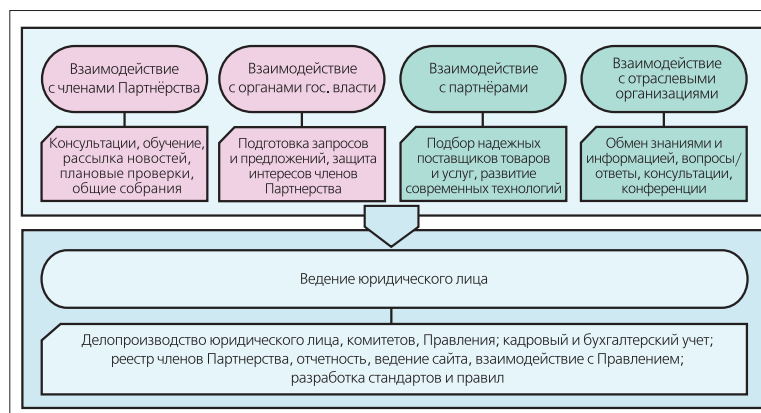 Взаимодействие
с членами Партнёрства
Консультации, обучение,
рассылка новостей,
плановые проверки,
общие собрания
Взаимодействие
с органами гос. власти
Подготовка запросов
и предложений, защита
интересов членов
Партнерства
Взаимодействие
с партнёрами
Подбор надежных
поставщиков товаров
и услуг, развитие
современных технологий
Взаимодействие
с отраслевыми
организациями
Обмен знаниями и
информацией, вопросы/
ответы, консультации,
конференции
Ведение юридического лица
Делопроизводство юридического лица, комитетов, Правления; кадровый и бухгалтерский учет;
реестр членов Партнерства, отчетность, ведение сайта, взаимодействие с Правлением;
разработка стандартов и правил